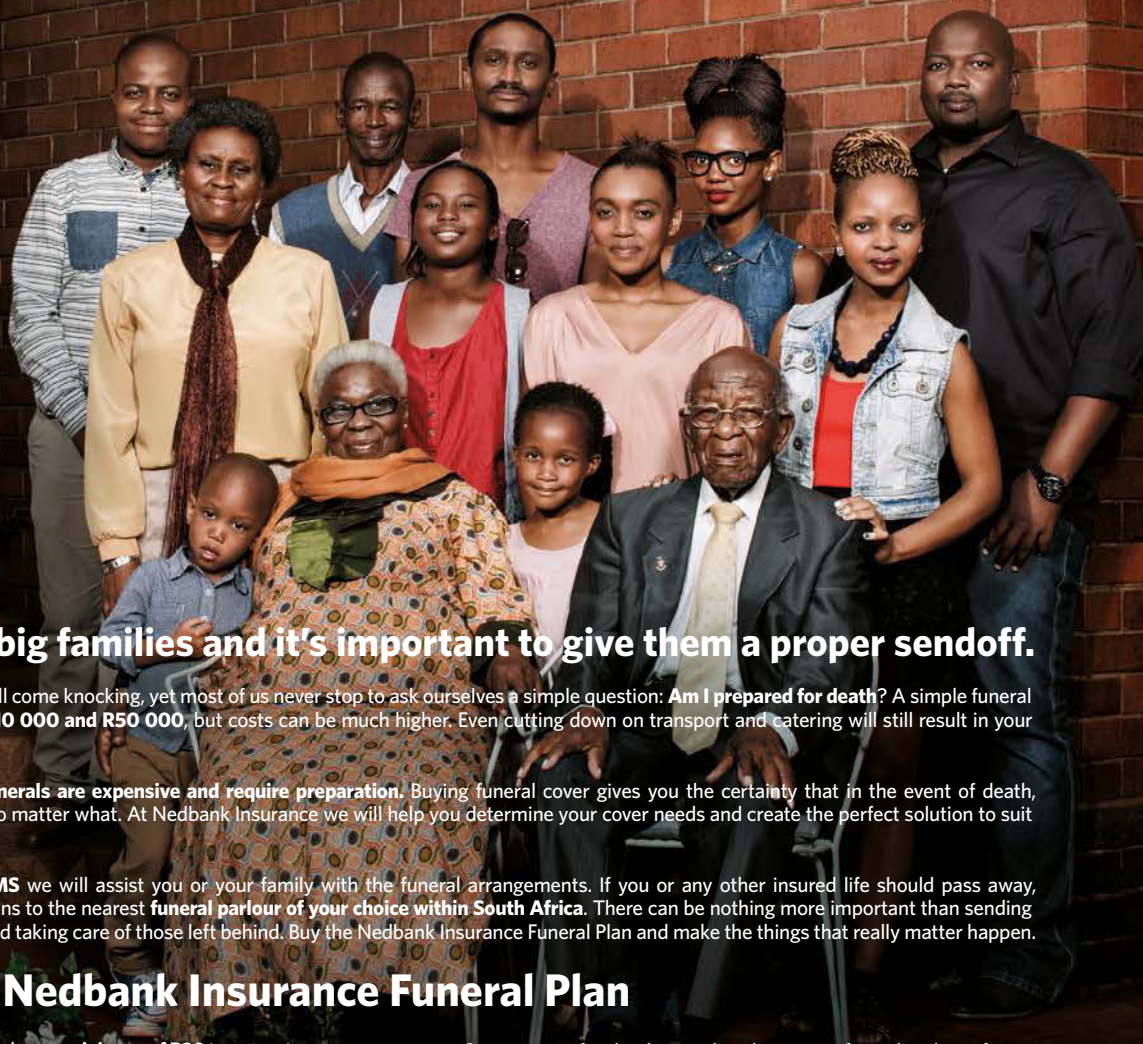 big families and it's important to give them a proper sendoff.
ll come knocking, yet most of us never stop to ask ourselves a simple question: Am I prepared for death? A simple funeral
10 000 and R50 000, but costs can be much higher. Even cutting down on transport and catering will still result in your
nerals are expensive and require preparation. Buying funeral cover gives you the certainty that in the event of death,
o matter what. At Nedbank Insurance we will help you determine your cover needs and create the perfect solution to suit
MS we will assist you or your family with the funeral arrangements. If you or any other insured life should pass away,
ns to the nearest funeral parlour of your choice within South Africa. There can be nothing more important than sending
d taking care of those left behind. Buy the Nedbank Insurance Funeral Plan and make the things that really matter happen.
Nedbank Insurance Funeral Plan